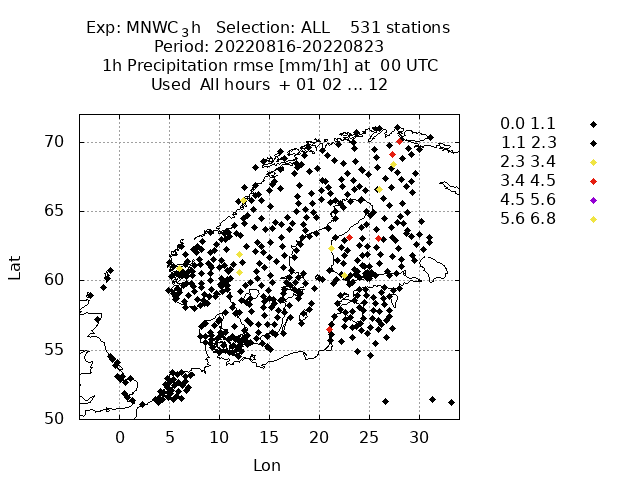 Exp: MNWC_3h   Selection: ALL    531 stations
Period: 20220816-20220823
1h Precipitation rmse [mm/1h] at  00 UTC
Used  All hours  + 01 02 ... 12
0.0 1.1
1.1 2.3
2.3 3.4
3.4 4.5
4.5 5.6
5.6 6.8
70
65
60
55
50
Lat
0 5 10 15 20 25 30
Lon